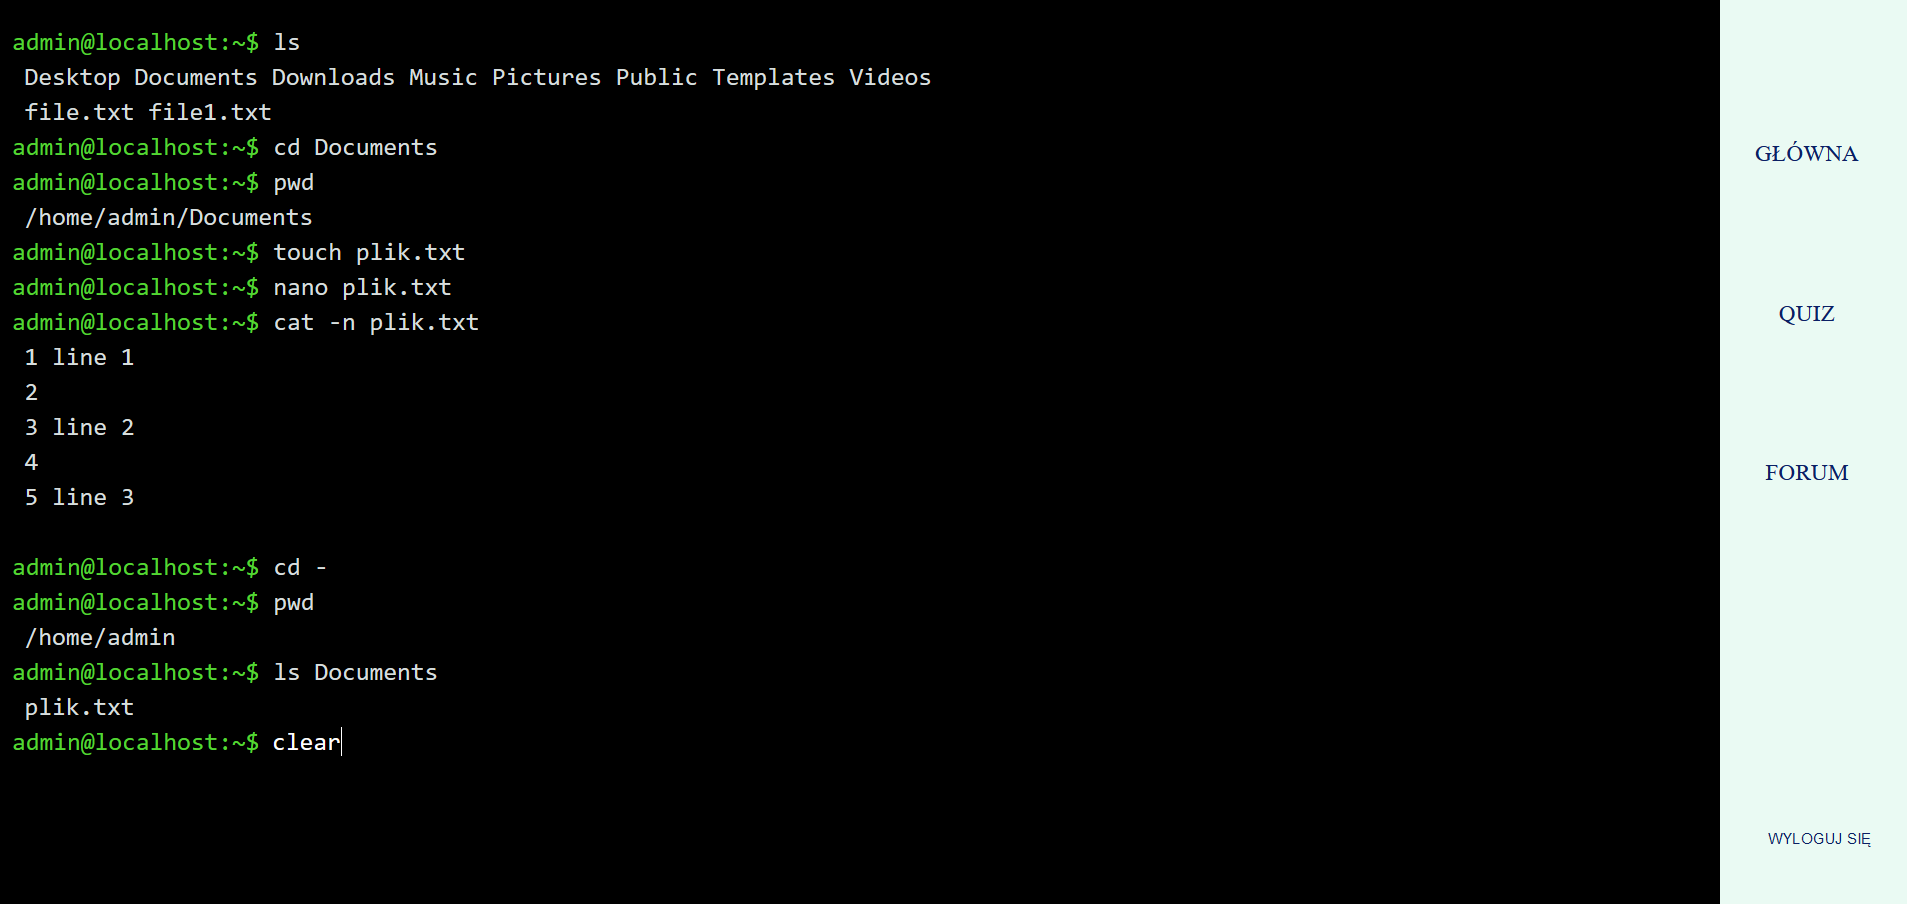 admin@localhost:~$ ls
Desktop Documents Downloads Music Pictures Public Templates Videos
file.txt file1.txt
admin@localhost:~$ cd Documents
admin@localhost:~$ pwd
/home/admin/Documents
admin@localhost:~$ touch plik.txt
admin@localhost:~$ nano plik.txt
admin@localhost:~$ cat -n plik.txt
1 line 1
2
3 line 2
4
5 line 3
admin@localhost:~$ cd -
admin@localhost:~$ pwd
/home/admin
admin@localhost:~$ ls Documents
plik.txt
admin@localhost:~$ clear
GŁÓWNA
QUIZ
FORUM
WYLOGUJ SIĘ